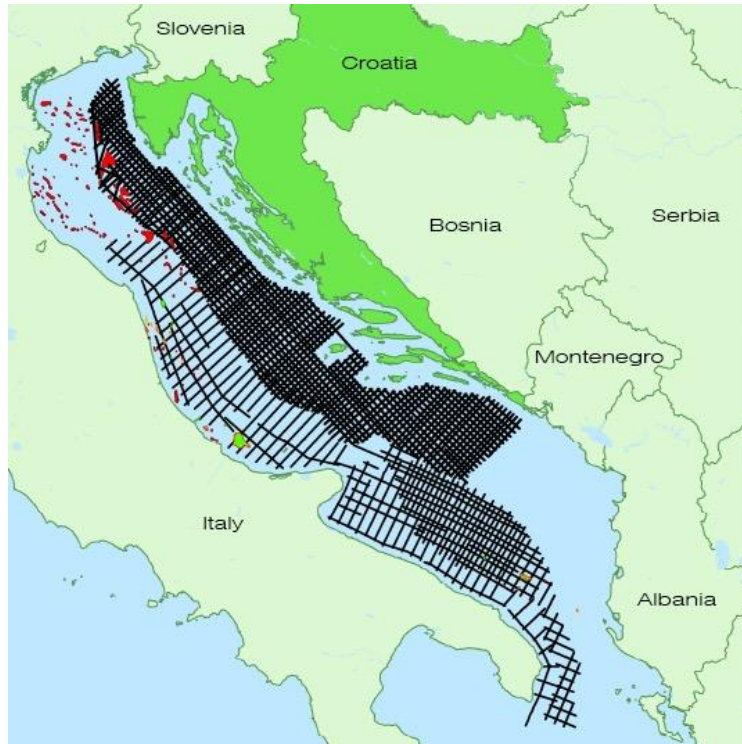 Slovenia
Croatia
Bosnia
Serbia
Montenegro
Italy
Albania